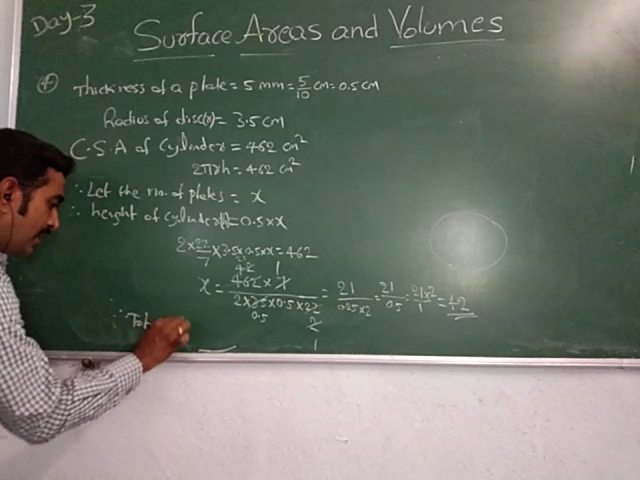 Day-3
Surface Areas and Volumes
④ Thickness of a plate = 5 mm = 5/10 cm = 0.5 cm
Radius of disc(r) = 3.5 cm
C.S.A of Cylinder = 462 cm²
2πrh = 462 cm²
∴ Let the no. of plates = x
∴ height of cylinder(h) = 0.5×x
2×22/7×3.5×0.5×x = 462
x = 462×7 / 2×3.5×0.5×22 = 21 / 0.25×2 = 21/0.5 = 21×2/1 = 42
∴ Tot